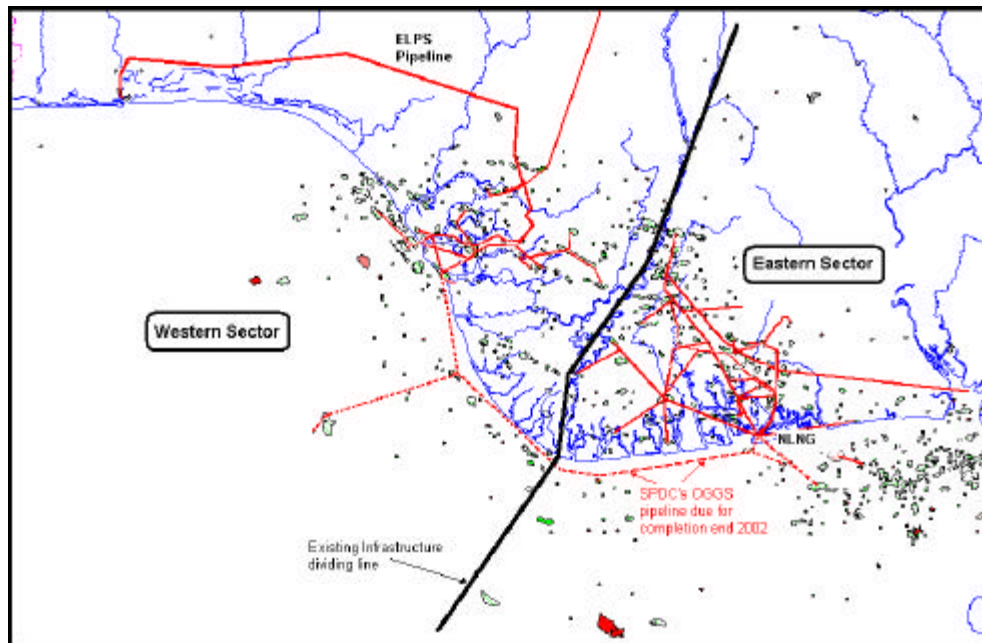 ELPS
Pipeline
Eastern Sector
Western Sector
NLNG
SPDC's OGGS
pipeline due for
completion end 2002
Existing Infrastructure
dividing line